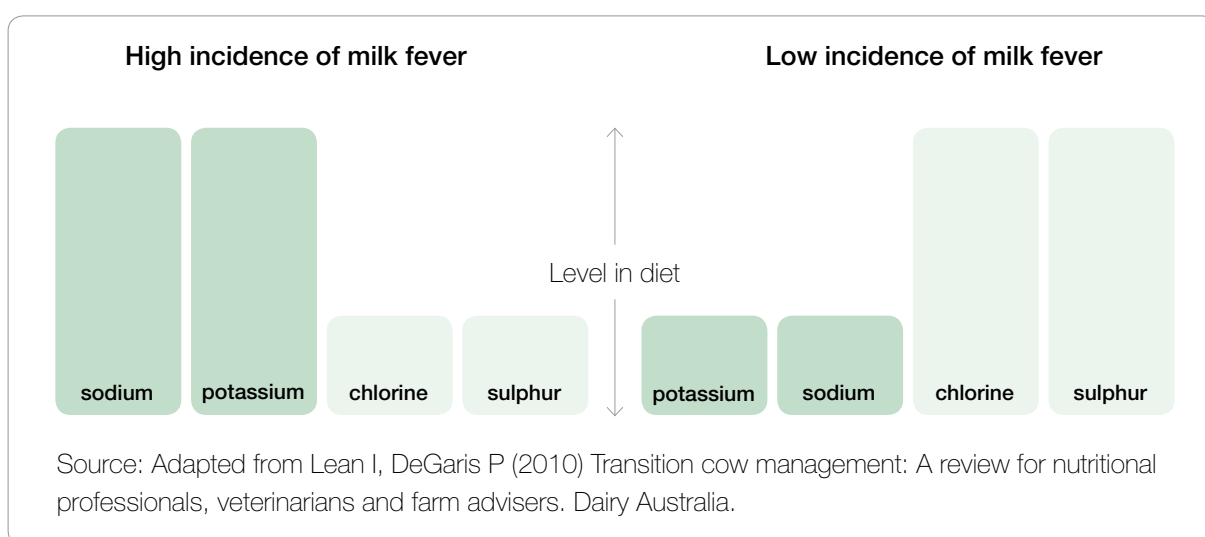 High incidence of milk fever
Low incidence of milk fever
Level in diet
sodium
potassium
chlorine
sulphur
potassium
sodium
chlorine
sulphur
Source: Adapted from Lean I, DeGaris P (2010) Transition cow management: A review for nutritional
professionals, veterinarians and farm advisers. Dairy Australia.